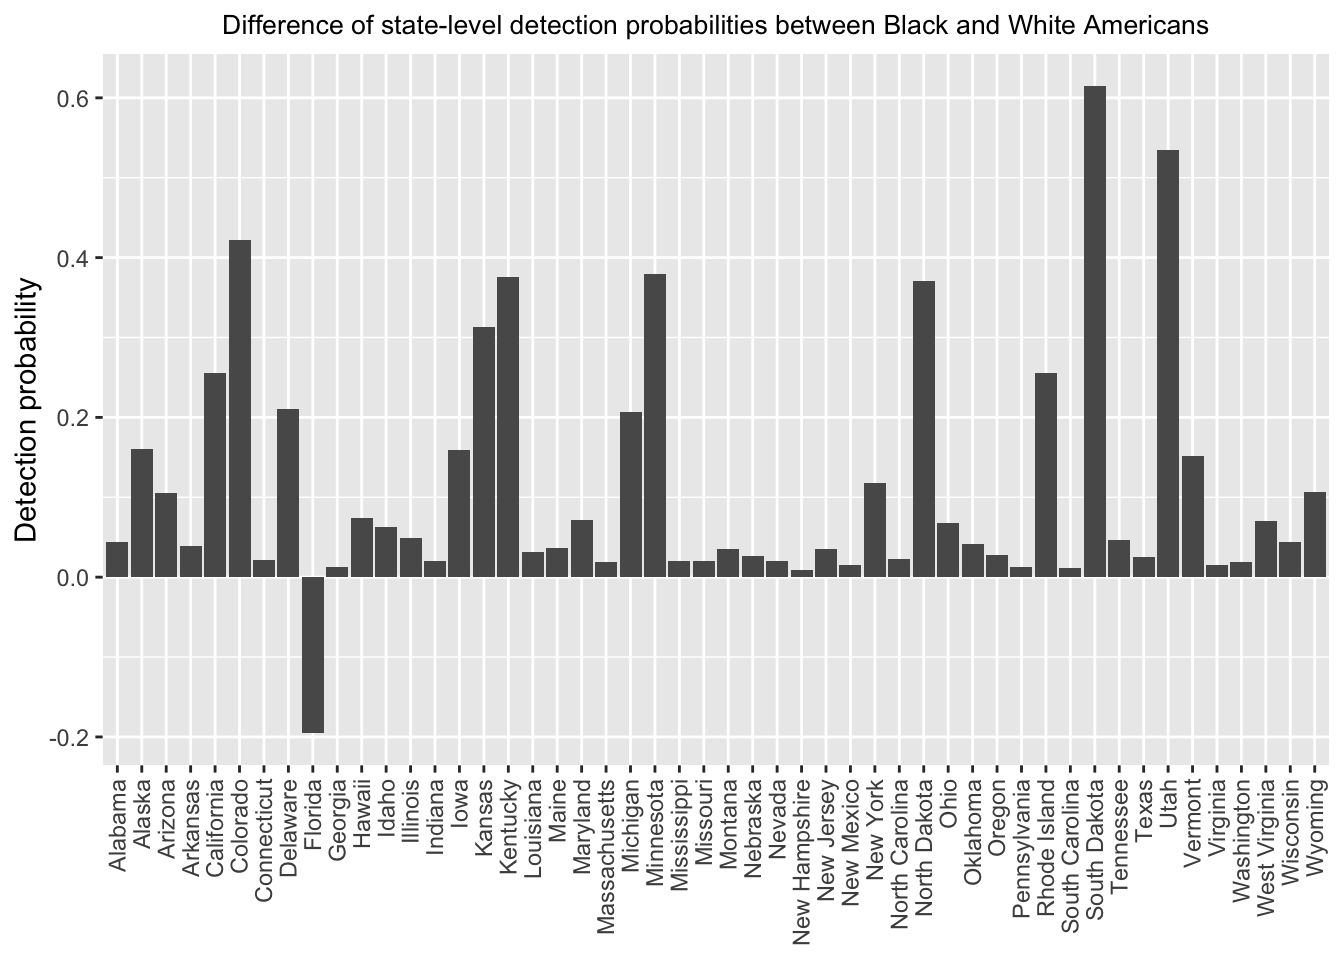 Difference of state-level detection probabilities between Black and White Americans
Detection probability
0.6
0.4
0.2
0.0
-0.2
Alabama
Alaska
Arizona
Arkansas
California
Colorado
Connecticut
Delaware
Florida
Georgia
Hawaii
Idaho
Illinois
Indiana
Iowa
Kansas
Kentucky
Louisiana
Maine
Maryland
Massachusetts
Michigan
Minnesota
Mississippi
Missouri
Montana
Nebraska
Nevada
New Hampshire
New Jersey
New Mexico
New York
North Carolina
North Dakota
Ohio
Oklahoma
Oregon
Pennsylvania
Rhode Island
South Carolina
South Dakota
Tennessee
Texas
Utah
Vermont
Virginia
Washington
West Virginia
Wisconsin
Wyoming